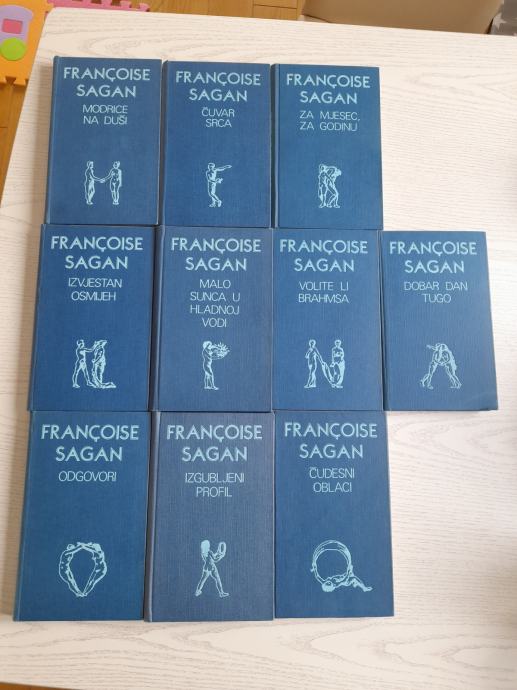 FRANÇOISE
SAGAN
MODRICE
NA DUŠI
FRANÇOISE
SAGAN
ČUVAR
SRCA
FRANÇOISE
SAGAN
ZA MJESEC,
ZA GODINU
FRANÇOISE
SAGAN
IZVJESTAN
OSMIJEH
FRANÇOISE
SAGAN
MALO
SUNCA U
HLADNOJ
VODI
FRANÇOISE
SAGAN
VOLITE LI
BRAHMSA
FRANÇOISE
SAGAN
DOBAR DAN
TUGO
FRANÇOISE
SAGAN
ODGOVORI
FRANÇOISE
SAGAN
IZGUBLJENI
PROFIL
FRANÇOISE
SAGAN
ČUDESNI
OBLACI